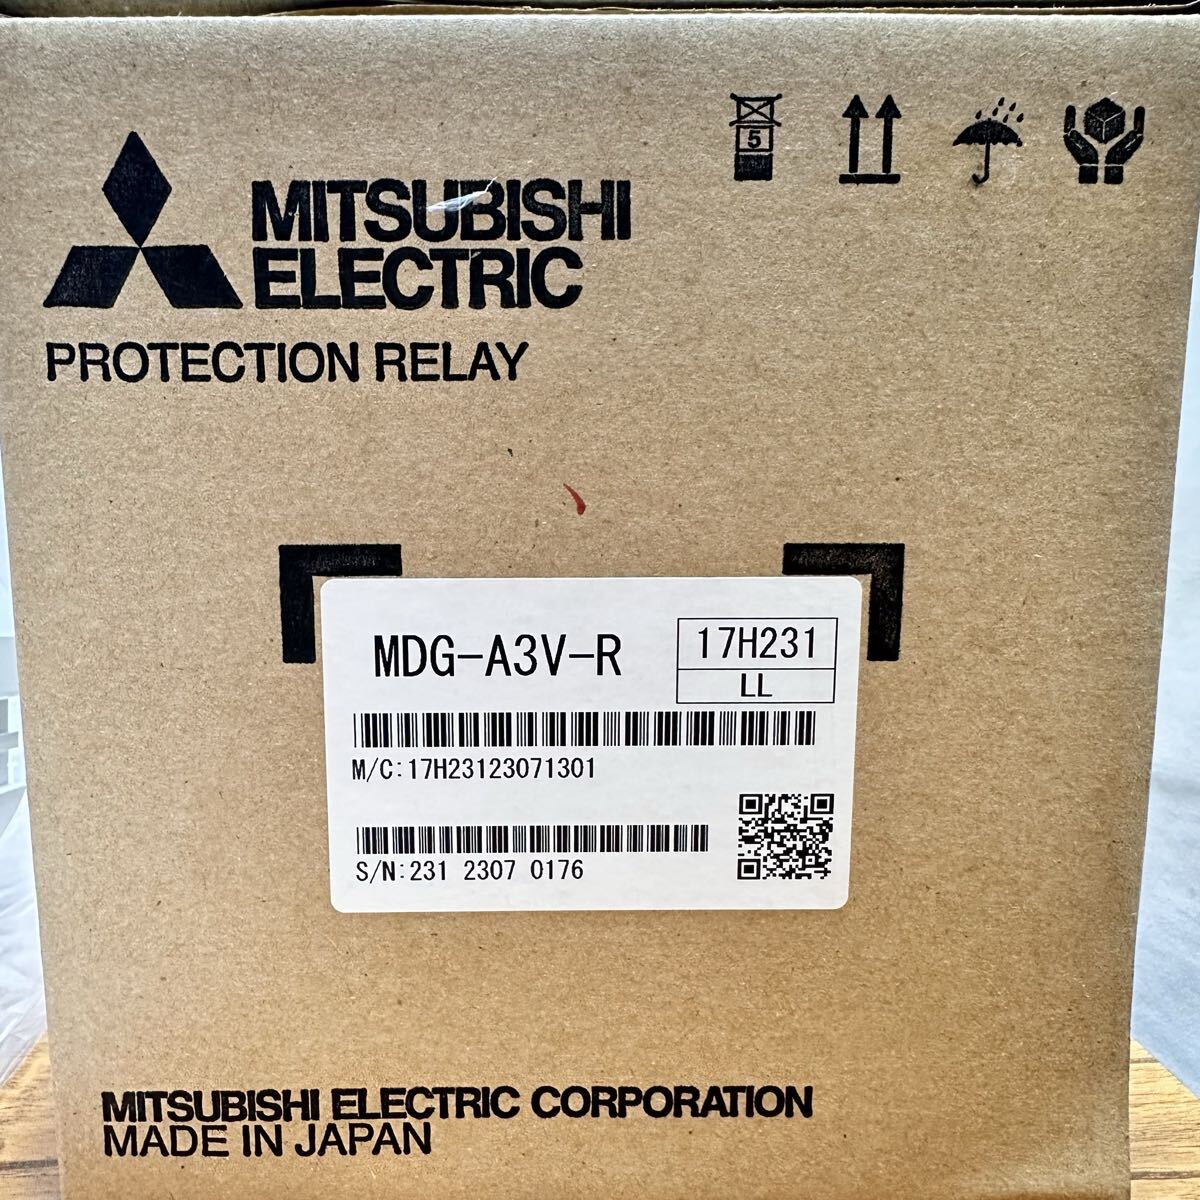 5
MITSUBISHI
ELECTRIC
PROTECTION RELAY
MDG-A3V-R
17H231
LL
M/C:17H23123071301
S/N:231 2307 0176
MITSUBISHI ELECTRIC CORPORATION
MADE IN JAPAN